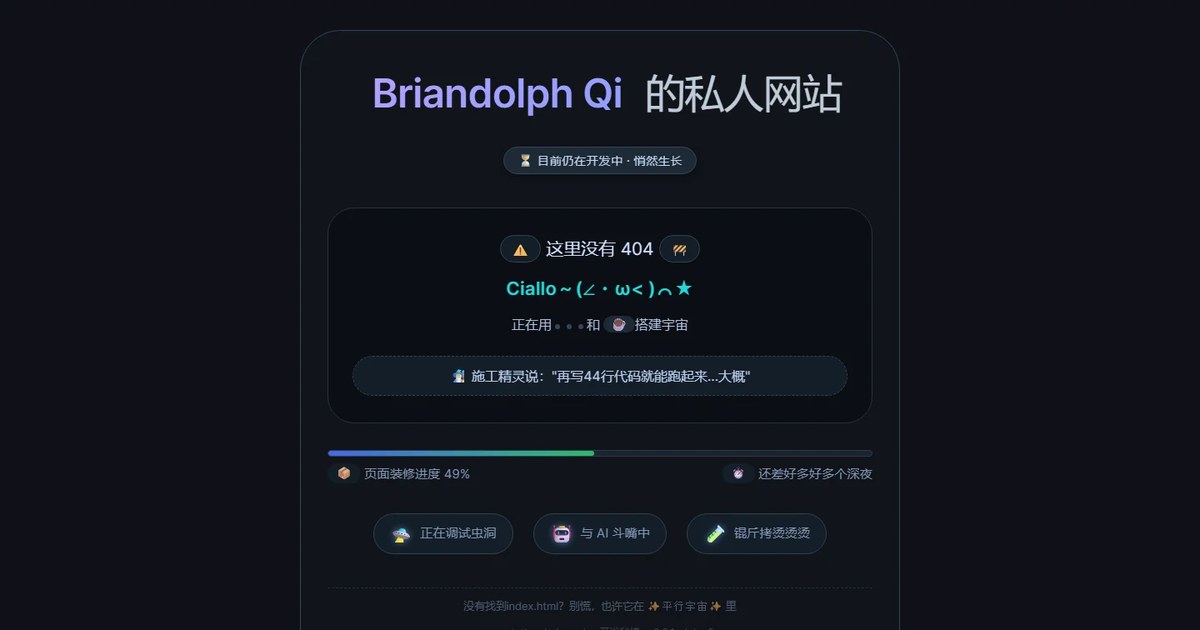 Briandolph Qi 的私人网站
⏳ 目前仍在开发中 · 悄然生长
⚠️ 这里没有 404 🚧
Ciallo～(∠・ω< )⌒★
正在用 和 ☕ 搭建宇宙
施工精灵说："再写44行代码就能跑起来...大概"
📦 页面装修进度 49%
⏰ 还差好多好多个深夜
🛸 正在调试虫洞
🤖 与 AI 斗嘴中
🧪 锟斤拷烫烫烫
没有找到index.html？别慌，也许它在 ✨平行宇宙✨ 里